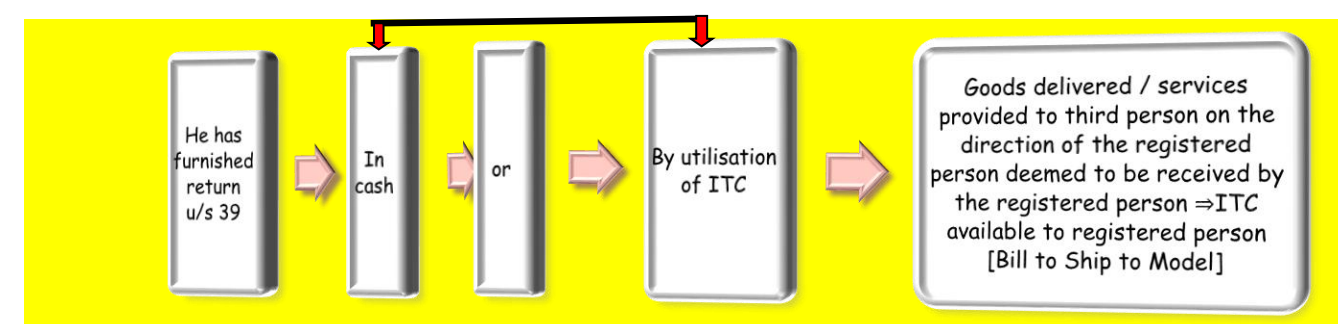 He has
furnished
return
u/s 39
In
cash
or
By utilisation
of ITC
Goods delivered / services
provided to third person on the
direction of the registered
person deemed to be received by
the registered person ⇒ITC
available to registered person
[Bill to Ship to Model]